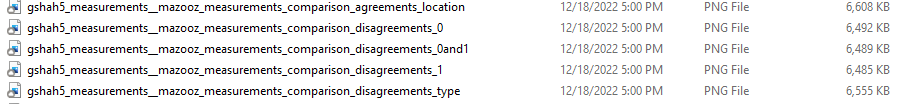 gshah5_measurements__mazooz_measurements_comparison_agreements_location 12/18/2022 5:00 PM PNG File 6,608 KB
gshah5_measurements__mazooz_measurements_comparison_disagreements_0 12/18/2022 5:00 PM PNG File 6,492 KB
gshah5_measurements__mazooz_measurements_comparison_disagreements_0and1 12/18/2022 5:00 PM PNG File 6,489 KB
gshah5_measurements__mazooz_measurements_comparison_disagreements_1 12/18/2022 5:00 PM PNG File 6,485 KB
gshah5_measurements__mazooz_measurements_comparison_disagreements_type 12/18/2022 5:00 PM PNG File 6,555 KB